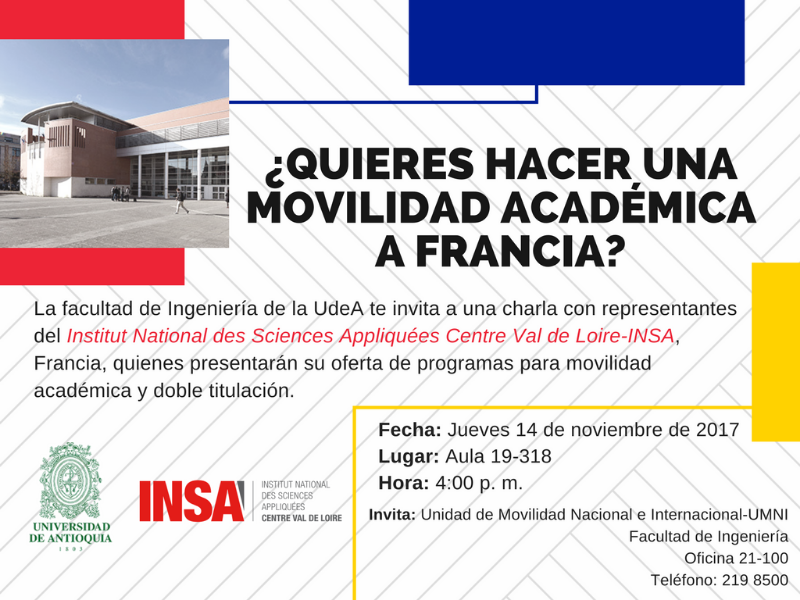 ¿QUIERES HACER UNA
MOVILIDAD ACADÉMICA
A FRANCIA?
La facultad de Ingeniería de la UdeA te invita a una charla con representantes
del Institut National des Sciences Appliquées Centre Val de Loire-INSA,
Francia, quienes presentarán su oferta de programas para movilidad
académica y doble titulación.
Fecha: Jueves 14 de noviembre de 2017
Lugar: Aula 19-318
Hora: 4:00 p. m.
Invita: Unidad de Movilidad Nacional e Internacional-UMNI
Facultad de Ingeniería
Oficina 21-100
Teléfono: 219 8500
UNIVERSIDAD
DE ANTIOQUIA
1803
INSA
INSTITUT NATIONAL
DES SCIENCES
APPLIQUÉES
CENTRE VAL DE LOIRE